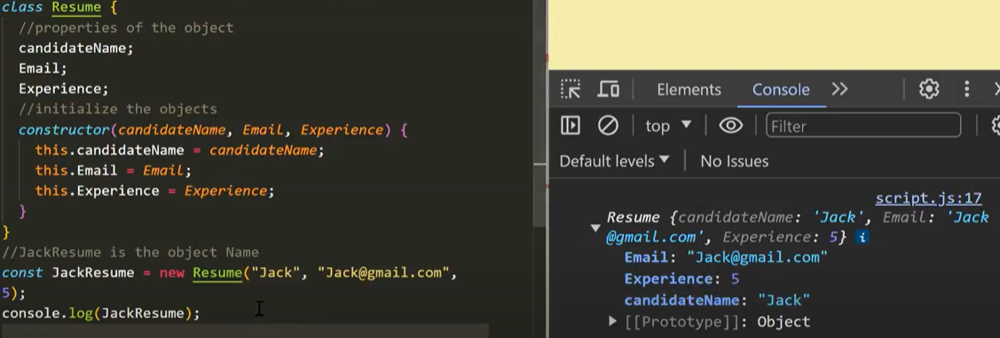 class Resume {
//properties of the object
candidateName;
Email;
Experience;
//initialize the objects
constructor(candidateName, Email, Experience) {
this.candidateName = candidateName;
this.Email = Email;
this.Experience = Experience;
}
}
//JackResume is the object Name
const JackResume = new Resume("Jack", "Jack@gmail.com",
5);
console.log(JackResume);
Elements Console
top Filter
Default levels No Issues
script.js:17
Resume {candidateName: 'Jack', Email: 'Jack
@gmail.com', Experience: 5} i
Email: "Jack@gmail.com"
Experience: 5
candidateName: "Jack"
[[Prototype]]: Object